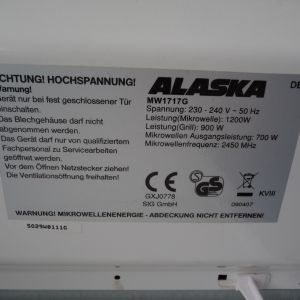 CHTUNG! HOCHSPANNUNG!
Warnung!
Gerät nur bei fest geschlossener Tür
einschalten.
Das Blechgehäuse darf nicht
abgenommen werden.
Das Gerät darf nur von qualifiziertem
Fachpersonal zu Servicearbeiten
geöffnet werden.
Vor dem Öffnen Netzstecker ziehen!
Die Ventilationsöffnung freihalten!
ALASKA
MW1717G
Spannung: 230 - 240 V ~ 50 Hz
Leistung(Mikrowelle): 1200W
Leistung(Grill): 900 W
Mikrowellen Ausgangsleistung: 700 W
Mikrowellenfrequenz: 2450 MHz
DE
CE
GXJ0778
SIG GmbH
GS
KVIII
090407
WARNUNG! MIKROWELLENENERGIE - ABDECKUNG NICHT ENTFERNEN!
S029W0111G